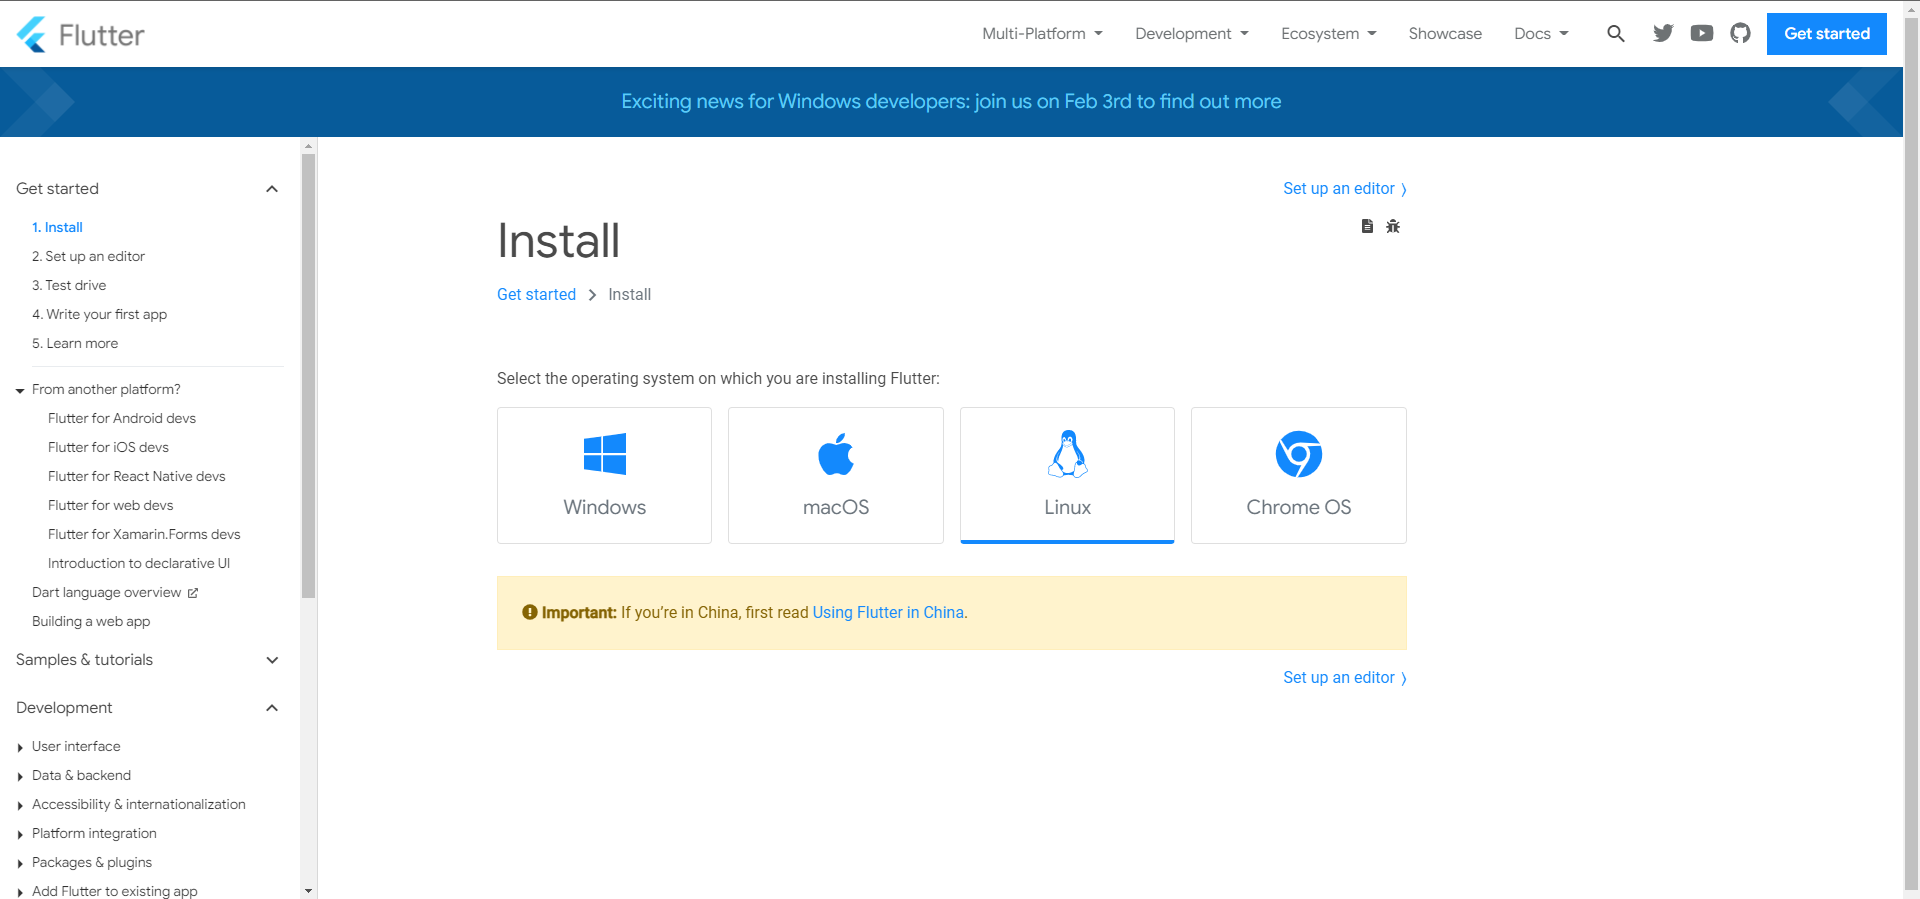 Flutter
Multi-Platform
Development
Ecosystem
Showcase
Docs
Get started
Exciting news for Windows developers: join us on Feb 3rd to find out more
Get started
1. Install
2. Set up an editor
3. Test drive
4. Write your first app
5. Learn more
From another platform?
Flutter for Android devs
Flutter for iOS devs
Flutter for React Native devs
Flutter for web devs
Flutter for Xamarin.Forms devs
Introduction to declarative UI
Dart language overview
Building a web app
Samples & tutorials
Development
User interface
Data & backend
Accessibility & internationalization
Platform integration
Packages & plugins
Add Flutter to existing app
Set up an editor
Install
Get started
Install
Select the operating system on which you are installing Flutter:
Windows
macOS
Linux
Chrome OS
Important: If you’re in China, first read Using Flutter in China.
Set up an editor